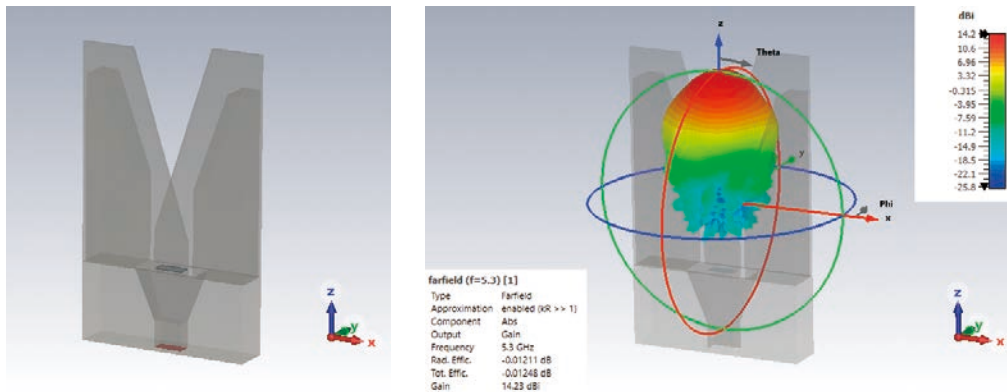 z
y
x
z
Theta
y
Phi
x
dBi
14.2
10.6
6.96
3.32
-0.315
-3.95
-7.59
-11.2
-14.9
-18.5
-22.1
-25.8
farfield (f=5.3) [1]
Type Farfield
Approximation enabled (kR >> 1)
Component Abs
Output Gain
Frequency 5.3 GHz
Rad. Effic. -0.01211 dB
Tot. Effic. -0.01248 dB
Gain 14.23 dBi
z
y
x